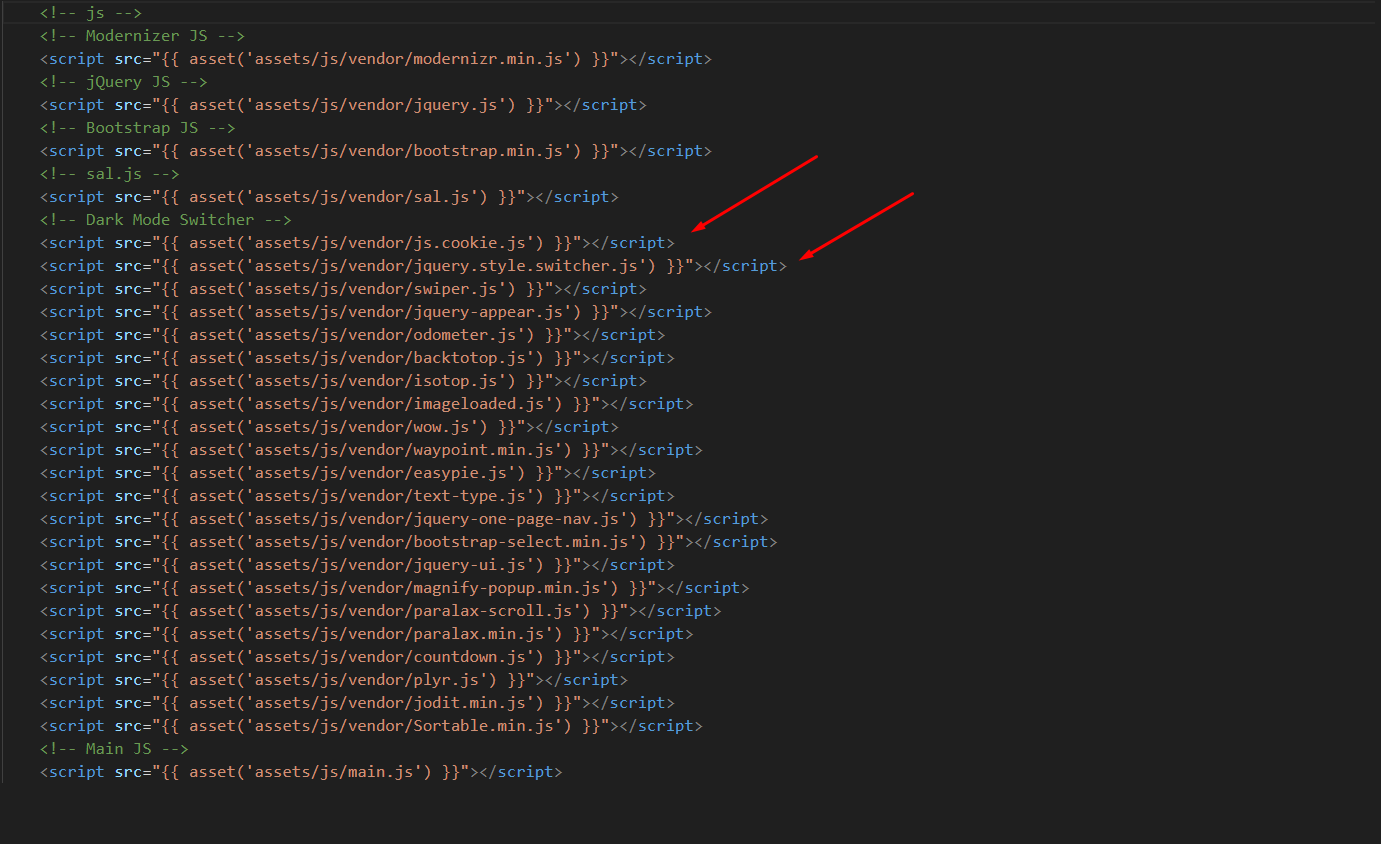 <!-- js -->
<!-- Modernizer JS -->
<script src="{{ asset('assets/js/vendor/modernizr.min.js') }}"></script>
<!-- jQuery JS -->
<script src="{{ asset('assets/js/vendor/jquery.js') }}"></script>
<!-- Bootstrap JS -->
<script src="{{ asset('assets/js/vendor/bootstrap.min.js') }}"></script>
<!-- sal.js -->
<script src="{{ asset('assets/js/vendor/sal.js') }}"></script>
<!-- Dark Mode Switcher -->
<script src="{{ asset('assets/js/vendor/js.cookie.js') }}"></script>
<script src="{{ asset('assets/js/vendor/jquery.style.switcher.js') }}"></script>
<script src="{{ asset('assets/js/vendor/swiper.js') }}"></script>
<script src="{{ asset('assets/js/vendor/jquery-appear.js') }}"></script>
<script src="{{ asset('assets/js/vendor/odometer.js') }}"></script>
<script src="{{ asset('assets/js/vendor/backtotop.js') }}"></script>
<script src="{{ asset('assets/js/vendor/isotop.js') }}"></script>
<script src="{{ asset('assets/js/vendor/imageloaded.js') }}"></script>
<script src="{{ asset('assets/js/vendor/wow.js') }}"></script>
<script src="{{ asset('assets/js/vendor/waypoint.min.js') }}"></script>
<script src="{{ asset('assets/js/vendor/easypie.js') }}"></script>
<script src="{{ asset('assets/js/vendor/text-type.js') }}"></script>
<script src="{{ asset('assets/js/vendor/jquery-one-page-nav.js') }}"></script>
<script src="{{ asset('assets/js/vendor/bootstrap-select.min.js') }}"></script>
<script src="{{ asset('assets/js/vendor/jquery-ui.js') }}"></script>
<script src="{{ asset('assets/js/vendor/magnify-popup.min.js') }}"></script>
<script src="{{ asset('assets/js/vendor/paralax-scroll.js') }}"></script>
<script src="{{ asset('assets/js/vendor/paralax.min.js') }}"></script>
<script src="{{ asset('assets/js/vendor/countdown.js') }}"></script>
<script src="{{ asset('assets/js/vendor/plyr.js') }}"></script>
<script src="{{ asset('assets/js/vendor/jodit.min.js') }}"></script>
<script src="{{ asset('assets/js/vendor/Sortable.min.js') }}"></script>
<!-- Main JS -->
<script src="{{ asset('assets/js/main.js') }}"></script>